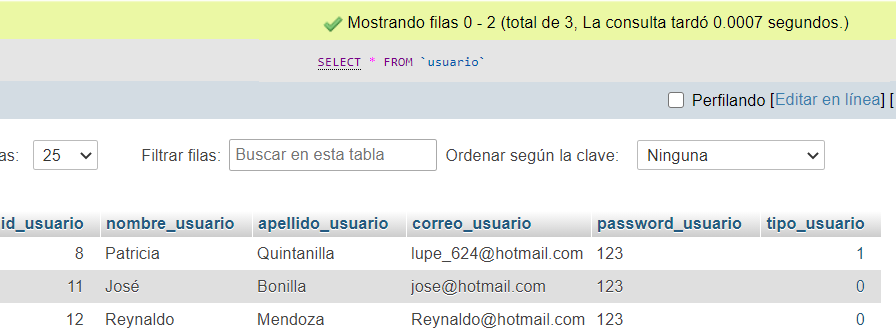 Mostrando filas 0 - 2 (total de 3, La consulta tardó 0.0007 segundos.)
SELECT * FROM `usuario`
Perfilando [Editar en línea] [
as: 25 Filtrar filas: Buscar en esta tabla Ordenar según la clave: Ninguna
id_usuario nombre_usuario apellido_usuario correo_usuario password_usuario tipo_usuario
8 Patricia Quintanilla lupe_624@hotmail.com 123 1
11 José Bonilla jose@hotmail.com 123 0
12 Reynaldo Mendoza Reynaldo@hotmail.com 123 0